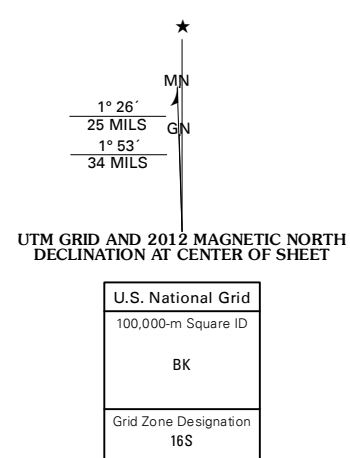 ★
MN
1° 26´
25 MILS
GN
1° 53´
34 MILS
UTM GRID AND 2012 MAGNETIC NORTH
DECLINATION AT CENTER OF SHEET
U.S. National Grid
100,000-m Square ID
BK
Grid Zone Designation
16S